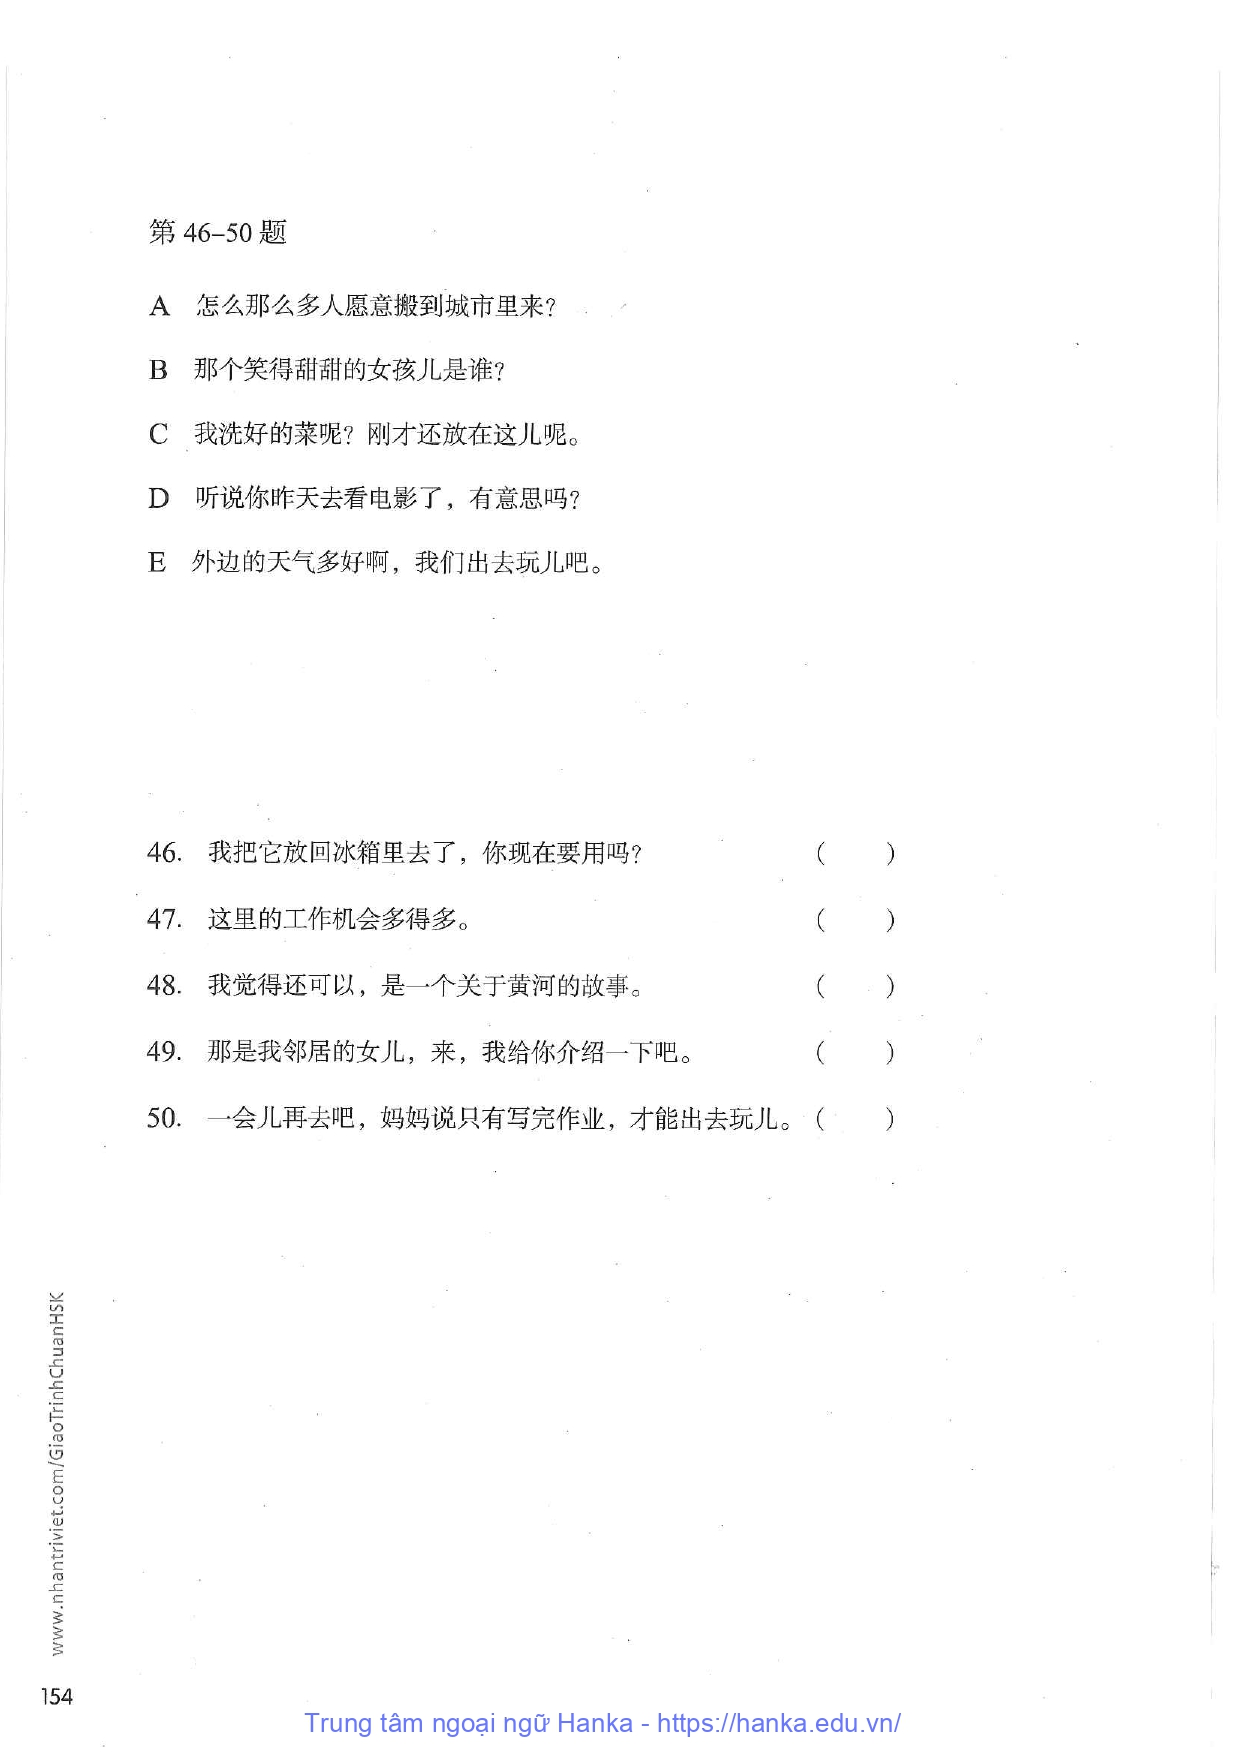 第 46–50 题
A 怎么那么多人愿意搬到城市里来?
B 那个笑得甜甜的女孩儿是谁?
C 我洗好的菜呢? 刚才还放在这儿呢。
D 听说你昨天去看电影了，有意思吗?
E 外边的天气多好啊，我们出去玩儿吧。
46. 我把它放回冰箱里去了，你现在要用吗? ( )
47. 这里的工作机会多得多。 ( )
48. 我觉得还可以，是一个关于黄河的故事。 ( )
49. 那是我邻居的女儿，来，我给你介绍一下吧。 ( )
50. 一会儿再去吧，妈妈说只有写完作业，才能出去玩儿。 ( )
www.nhantriviet.com/GiaoTrinhChuanHSK
154
Trung tâm ngoại ngữ Hanka - https://hanka.edu.vn/